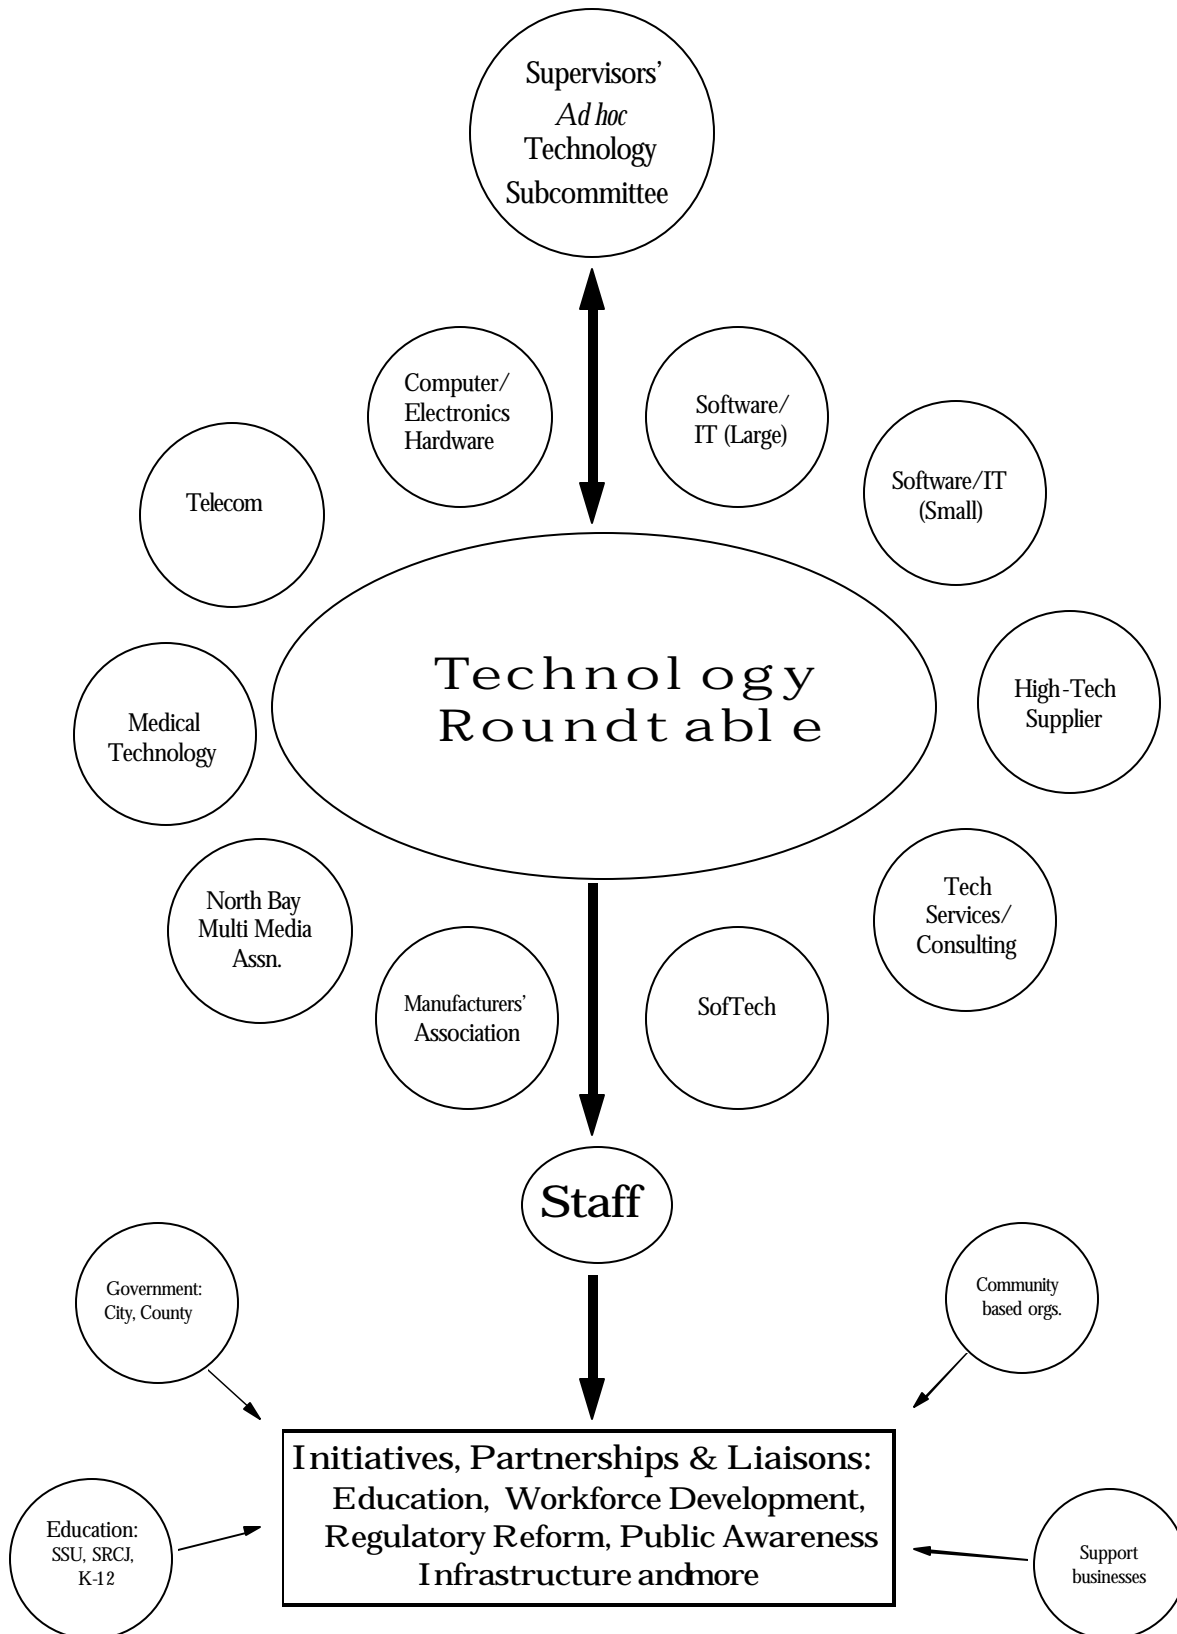 Supervisors’
Ad hoc
Technology
Subcommittee
Computer/
Electronics
Hardware
Software/
IT (Large)
Software/IT
(Small)
Telecom
High-Tech
Supplier
Technology
Roundtable
Medical
Technology
Tech
Services/
Consulting
North Bay
Multi Media
Assn.
Manufacturers’
Association
SofTech
Staff
Government:
City, County
Community
based orgs.
Initiatives, Partnerships & Liaisons:
Education, Workforce Development,
Regulatory Reform, Public Awareness
Infrastructure andmore
Education:
SSU, SRCJ,
K-12
Support
businesses